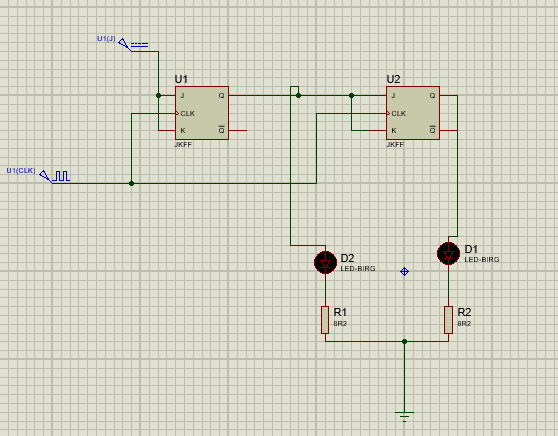 U1(J)
U1
U2
J Q
J Q
CLK
CLK
K Q
K Q
JKFF
JKFF
U1(CLK)
D2
LED-BIRG
D1
LED-BIRG
R1
8R2
R2
8R2